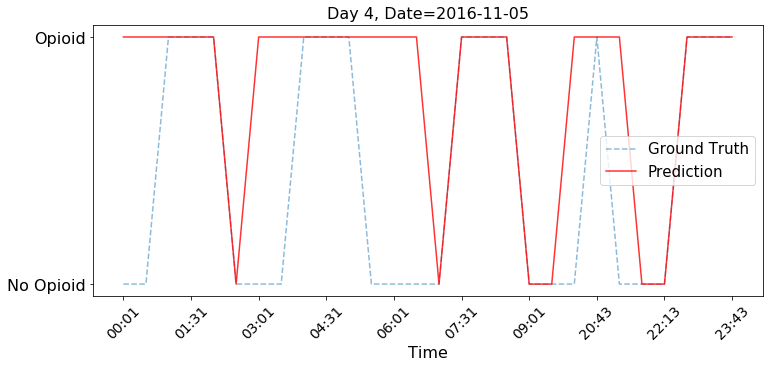 Day 4, Date=2016-11-05
Opioid
No Opioid
Ground Truth
Prediction
00:01 01:31 03:01 04:31 06:01 07:31 09:01 20:43 22:13 23:43
Time